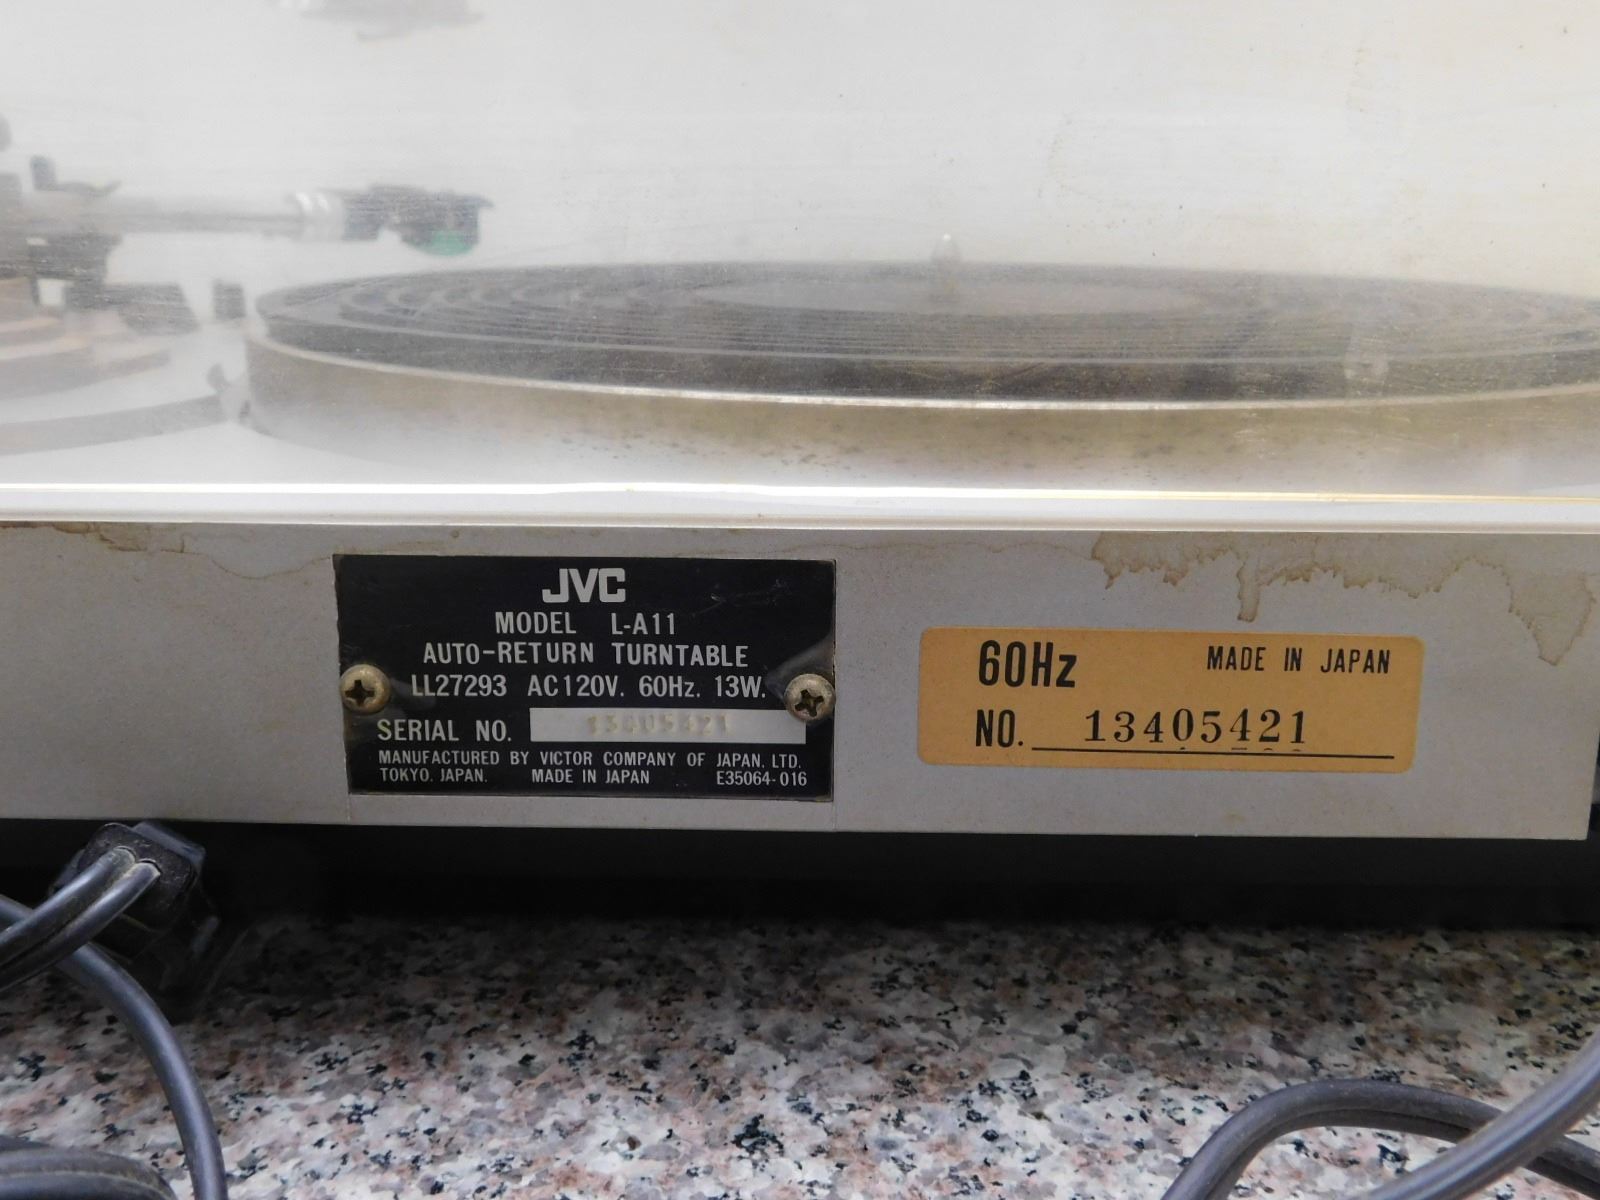 JVC
MODEL L-A11
AUTO-RETURN TURNTABLE
LL27293 AC120V. 60Hz. 13W.
SERIAL NO. 13405421
MANUFACTURED BY VICTOR COMPANY OF JAPAN, LTD.
TOKYO. JAPAN. MADE IN JAPAN E35064-016
60Hz MADE IN JAPAN
NO. 13405421